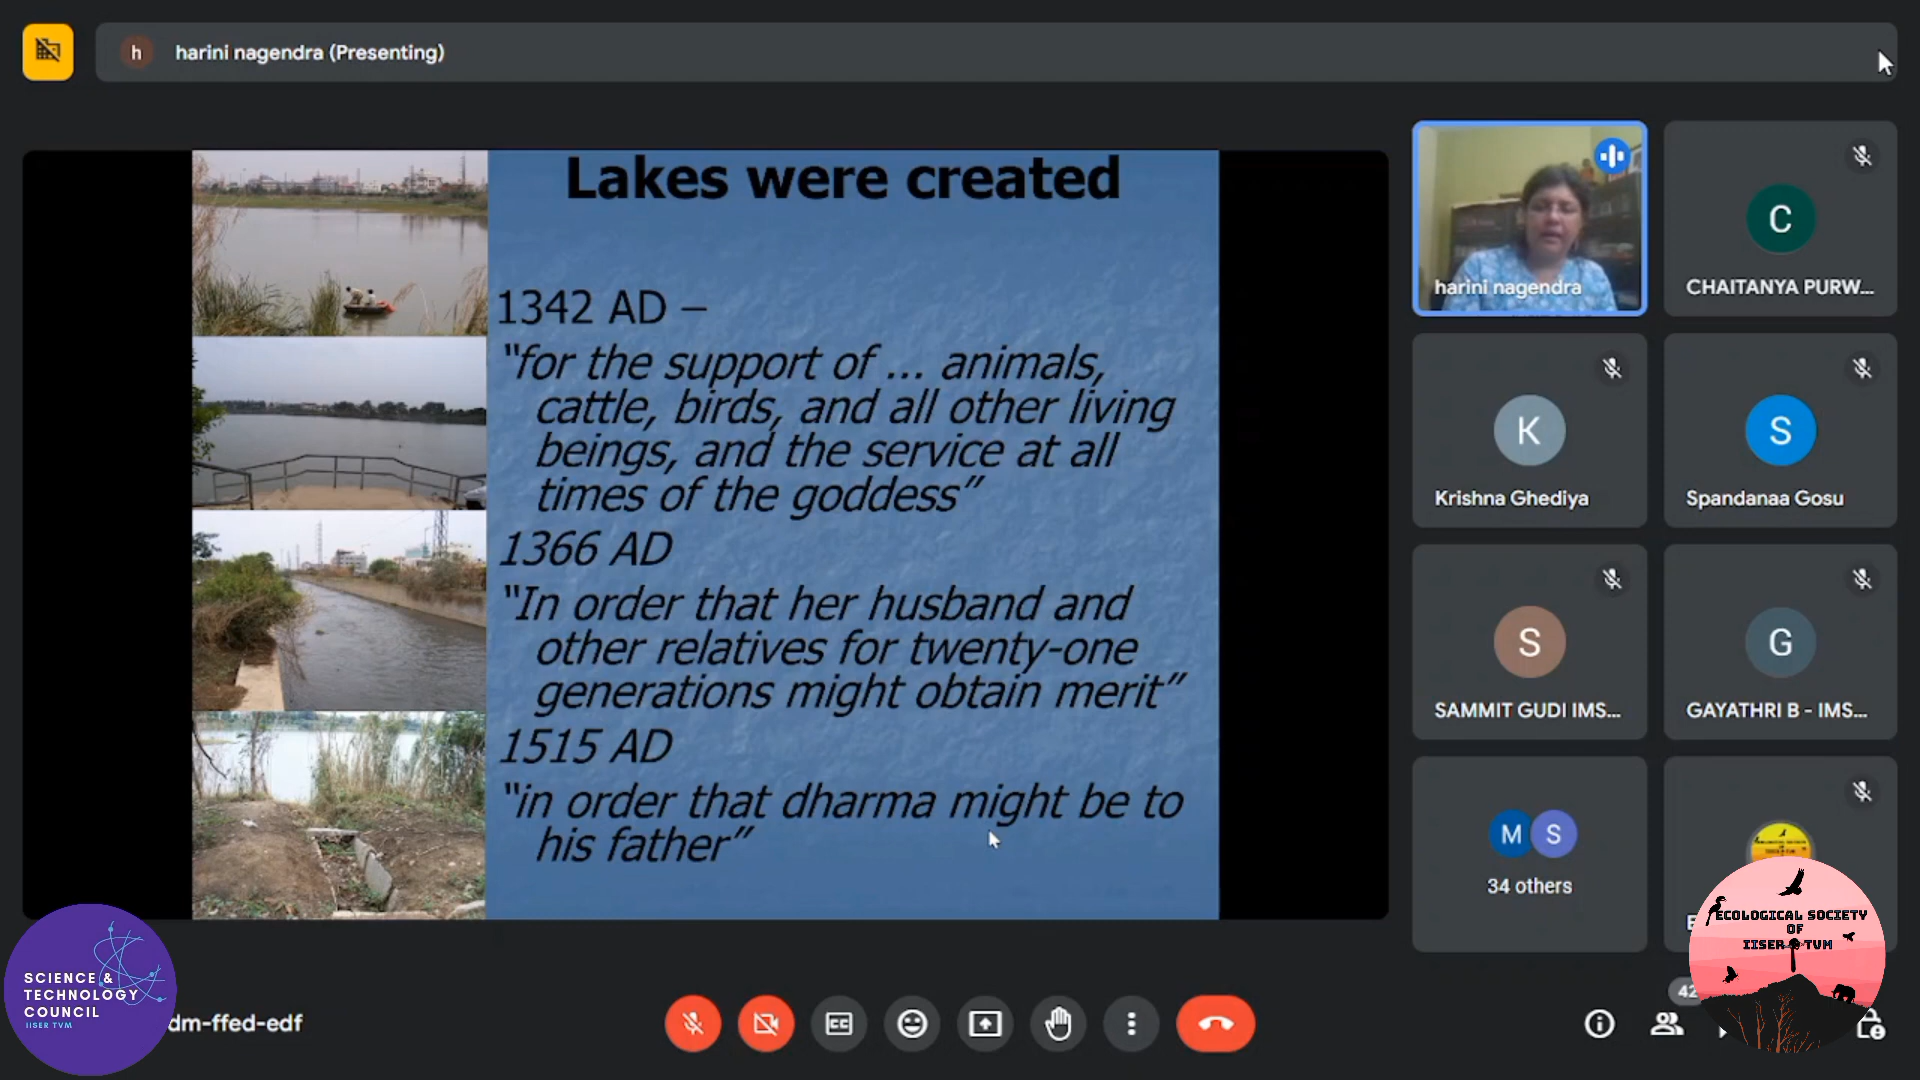 h harini nagendra (Presenting)
Lakes were created
1342 AD –
“for the support of ... animals,
cattle, birds, and all other living
beings, and the service at all
times of the goddess”
1366 AD
“In order that her husband and
other relatives for twenty-one
generations might obtain merit”
1515 AD
“in order that dharma might be to
his father”
harini nagendra
C
CHAITANYA PURW...
K
Krishna Ghediya
S
Spandanaa Gosu
S
SAMMIT GUDI IMS...
G
GAYATHRI B - IMS...
M S
34 others
ECOLOGICAL SOCIETY
OF
IISER TVM
SCIENCE &
TECHNOLOGY
COUNCIL
IISER TVM
dm-ffed-edf
CC
42